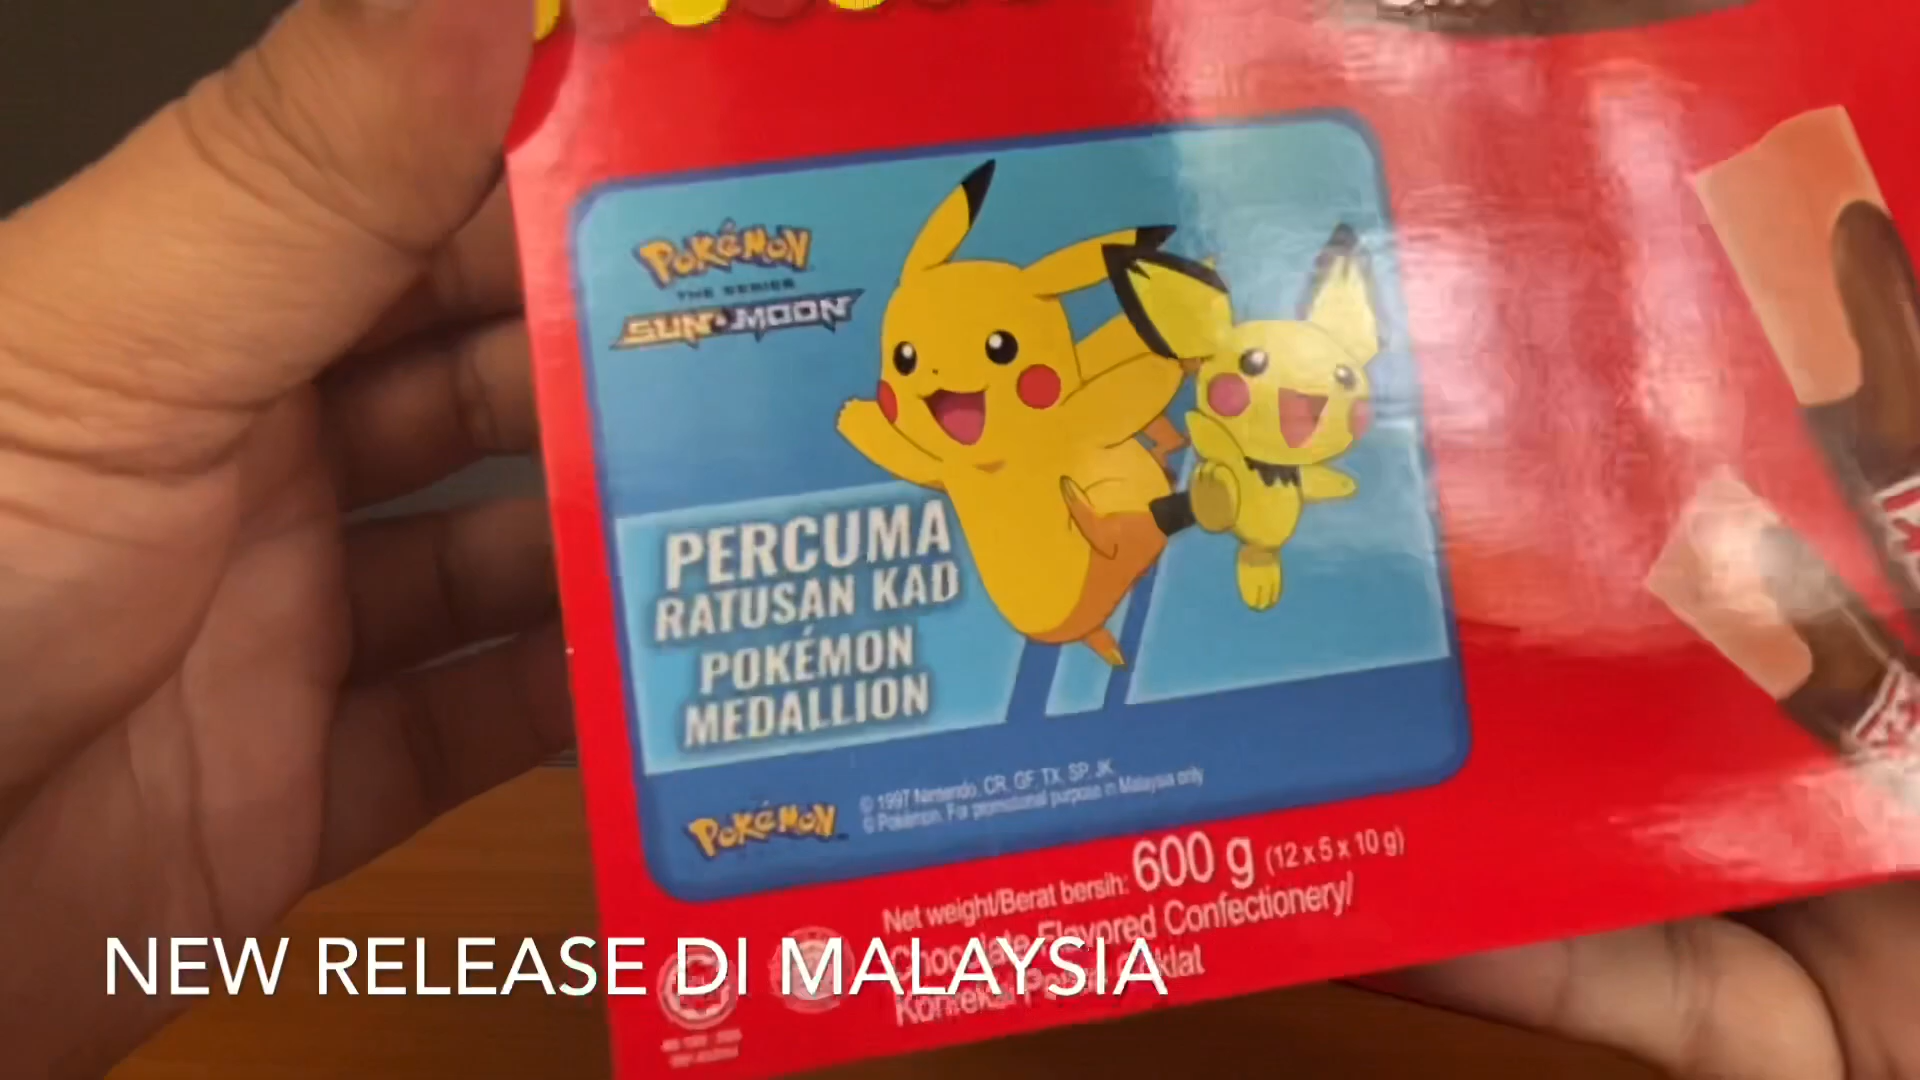 POKÉMON
THE SERIES
SUN & MOON
PERCUMA
RATUSAN KAD
POKÉMON
MEDALLION
POKÉMON
© 1997 Nintendo, CR, GF, TX, SP, JK
© Pokémon. For promotional purpose in Malaysia only
Net weight/Berat bersih: 600 g (12 x 5 x 10 g)
Chocolate Flavored Confectionery/
NEW RELEASE DI MALAYSIA